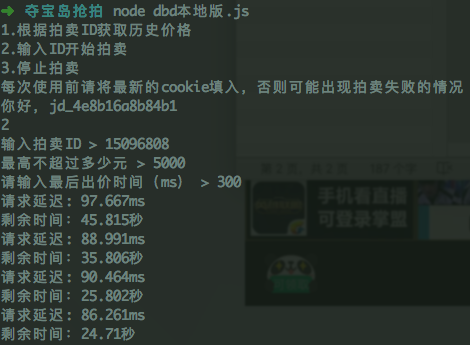 ➜ 夺宝岛抢拍 node dbd本地版.js
1.根据拍卖ID获取历史价格
2.输入ID开始拍卖
3.停止拍卖
每次使用前请将最新的cookie填入, 否则可能出现拍卖失败的情况
你好, jd_4e8b16a8b84b1
2
输入拍卖ID > 15096808
最高不超过多少元 > 5000
请输入最后出价时间 (ms) > 300
请求延迟: 97.667ms
剩余时间: 45.815秒
请求延迟: 88.991ms
剩余时间: 35.806秒
请求延迟: 90.464ms
剩余时间: 25.802秒
请求延迟: 86.261ms
剩余时间: 24.71秒
手机看直播
可登录掌盟